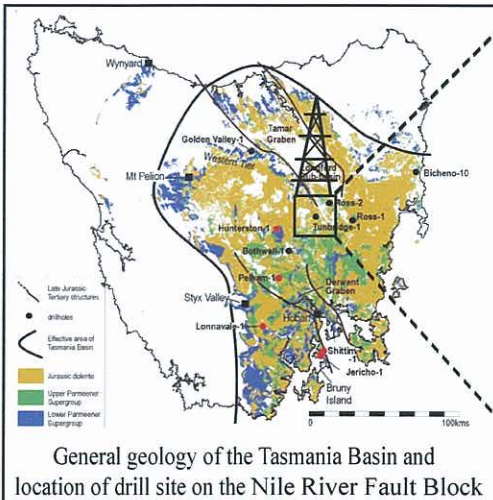 Wynyard
Tamar
Graben
Golden Valley-1
Western Tier
Mt Pelion
Bicheno-10
Ross-2
Ross-1
Tunbridge-1
Hunterston-1
Bothwell-1
Pelham-1
Derwent
Graben
Styx Valley
Hobart
Lonnavale-1
Shittim
-1
Jericho-1
Bruny
Island
Late Jurassic
Tertiary structures
drillholes
Effective area of
Tasmania Basin
Jurassic dolerite
Upper Parmeener
Supergroup
Lower Parmeener
Supergroup
0 100kms
General geology of the Tasmania Basin and
location of drill site on the Nile River Fault Block